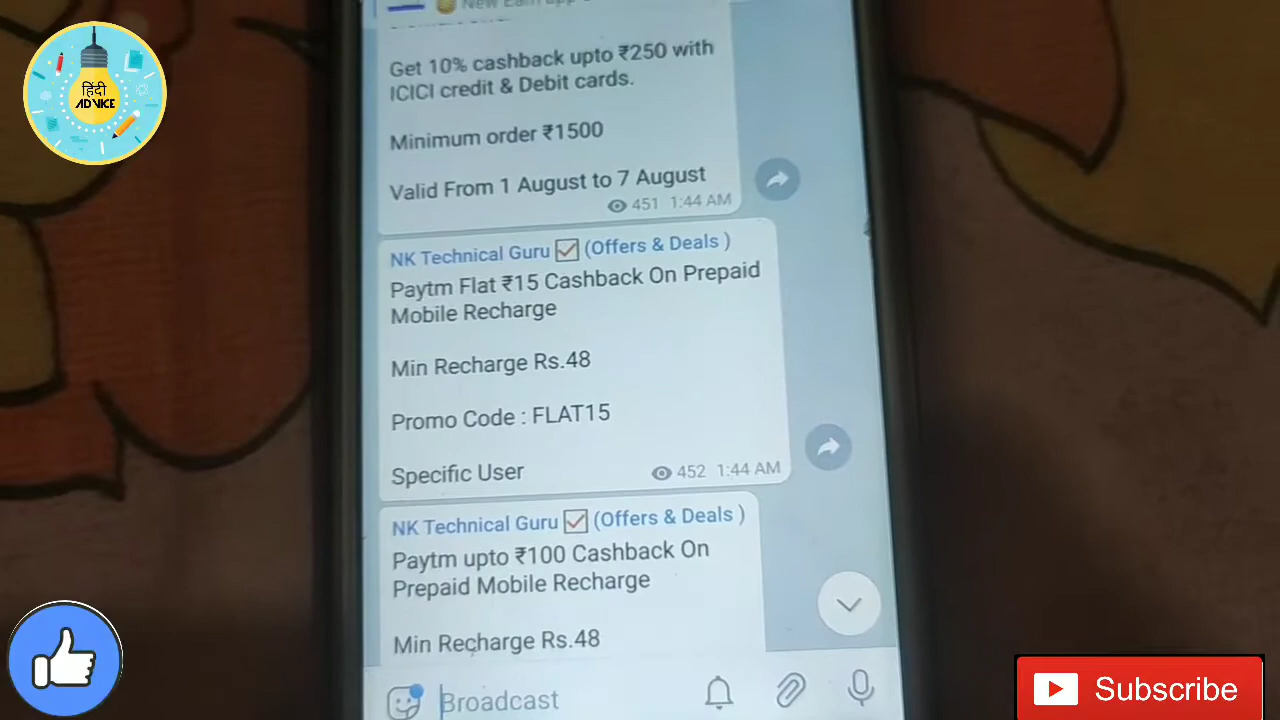 हिंदी
ADVICE
New Earn app
Get 10% cashback upto ₹250 with
ICICI credit & Debit cards.
Minimum order ₹1500
Valid From 1 August to 7 August
451 1:44 AM
NK Technical Guru (Offers & Deals )
Paytm Flat ₹15 Cashback On Prepaid
Mobile Recharge
Min Recharge Rs.48
Promo Code : FLAT15
Specific User
452 1:44 AM
NK Technical Guru (Offers & Deals )
Paytm upto ₹100 Cashback On
Prepaid Mobile Recharge
Min Recharge Rs.48
Broadcast
Subscribe